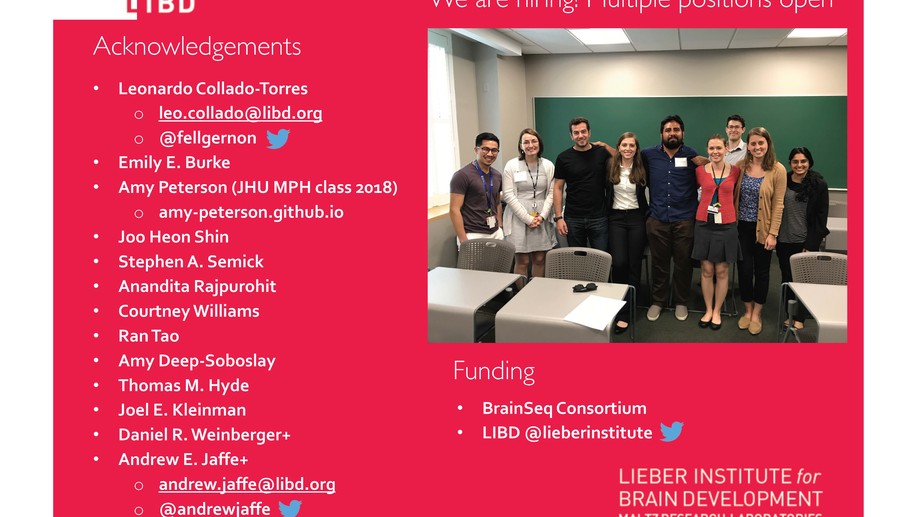 LIBD
We are hiring! Multiple positions open
Acknowledgements
• Leonardo Collado-Torres
o leo.collado@libd.org
o @fellgernon
• Emily E. Burke
• Amy Peterson (JHU MPH class 2018)
o amy-peterson.github.io
• Joo Heon Shin
• Stephen A. Semick
• Anandita Rajpurohit
• Courtney Williams
• Ran Tao
• Amy Deep-Soboslay
• Thomas M. Hyde
• Joel E. Kleinman
• Daniel R. Weinberger+
• Andrew E. Jaffe+
o andrew.jaffe@libd.org
o @andrewjaffe
Funding
• BrainSeq Consortium
• LIBD @lieberinstitute
LIEBER INSTITUTE for
BRAIN DEVELOPMENT
MALTZ RESEARCH LABORATORIES